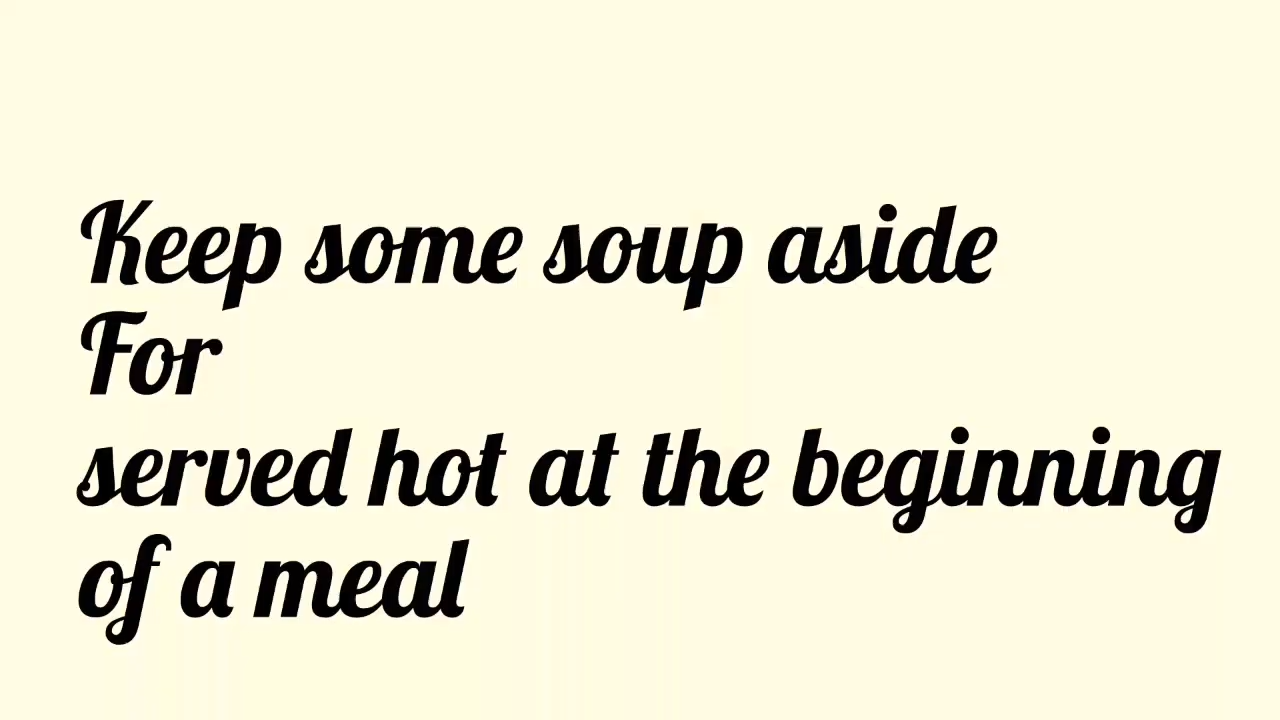 Keep some soup aside
For
served hot at the beginning
of a meal